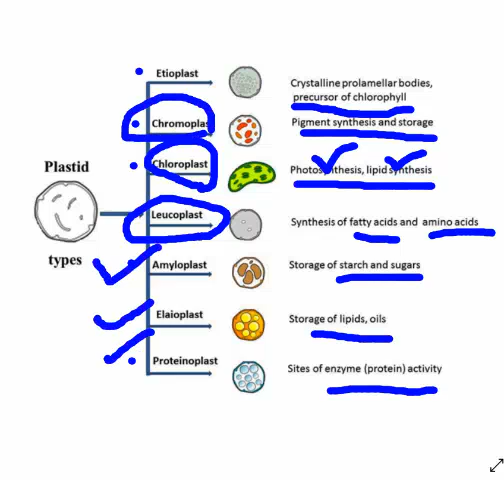 Etioplast
Crystalline prolamellar bodies,
precursor of chlorophyll
Chromoplast
Pigment synthesis and storage
Plastid
types
Chloroplast
Photosynthesis, lipid synthesis
Leucoplast
Synthesis of fatty acids and amino acids
Amyloplast
Storage of starch and sugars
Elaioplast
Storage of lipids, oils
Proteinoplast
Sites of enzyme (protein) activity